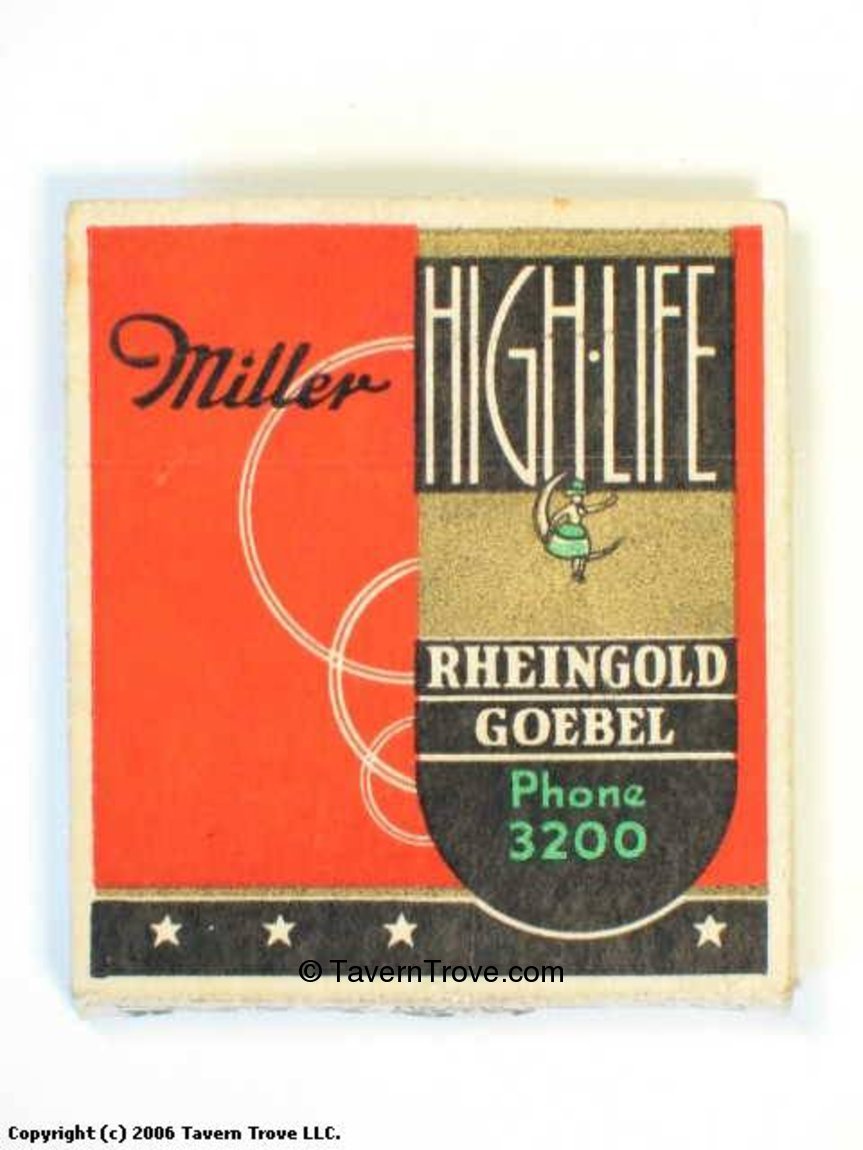 Miller
HIGH·LIFE
RHEINGOLD
GOEBEL
Phone
3200
© TavernTrove.com
Copyright (c) 2006 Tavern Trove LLC.